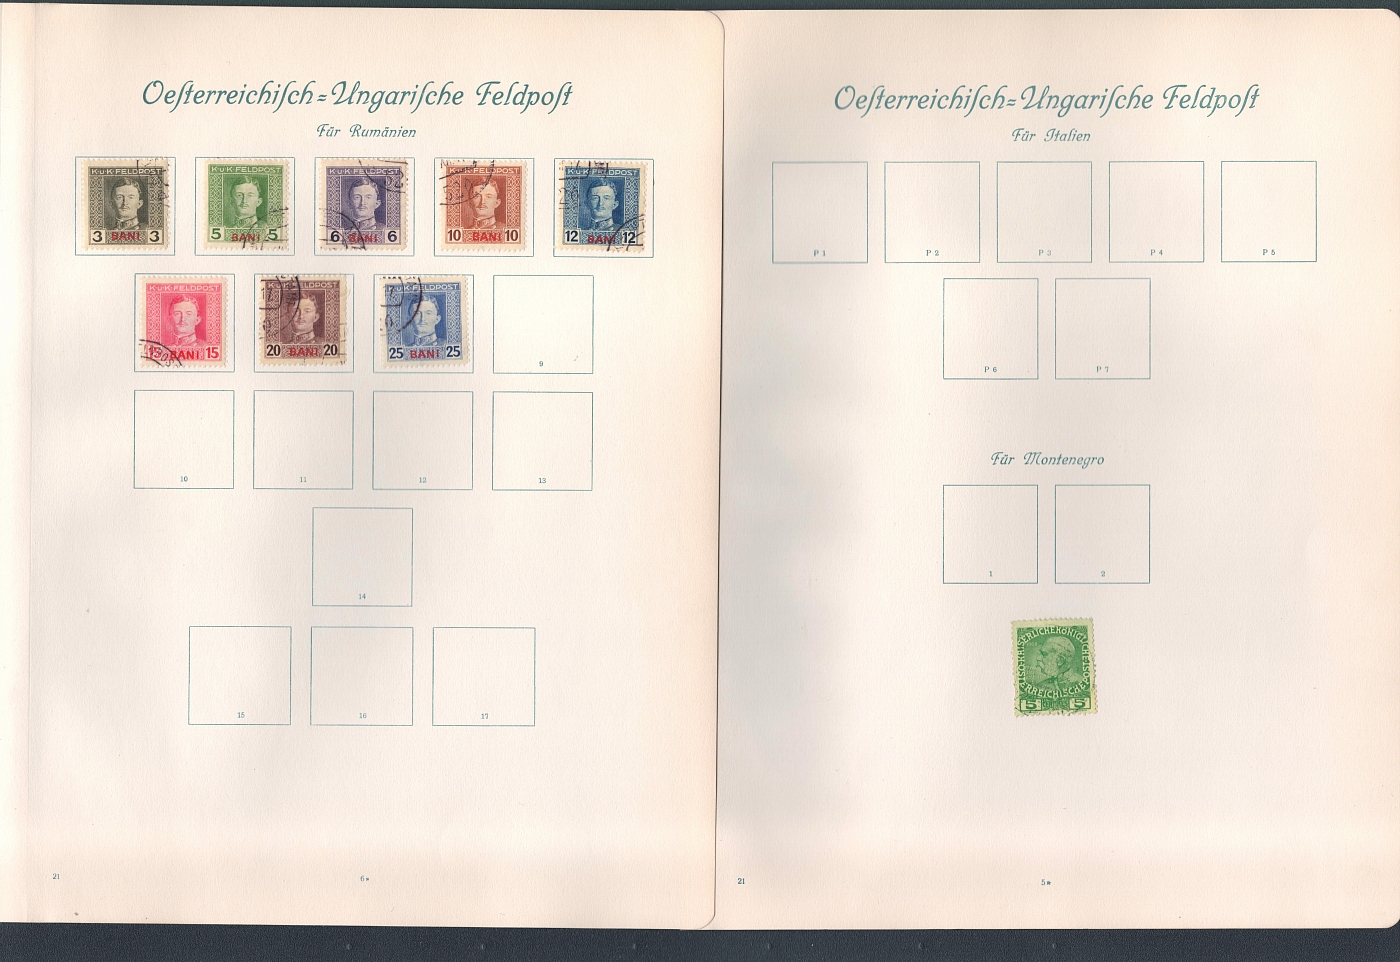 Oeſterreichiſch=Ungariſche Feldpoſt
Für Rumänien
K.u.K.FELDPOST
3 BANI 3
K.u.K.FELDPOST
5 BANI 5
K.u.K.FELDPOST
6 BANI 6
K.u.K.FELDPOST
10 BANI 10
K.u.K.FELDPOST
12 BANI 12
K.u.K.FELDPOST
15 BANI 15
K.u.K.FELDPOST
20 BANI 20
K.u.K.FELDPOST
25 BANI 25
9
10
11
12
13
14
15
16
17
21
6*
Oeſterreichiſch=Ungariſche Feldpoſt
Für Italien
P 1
P 2
P 3
P 4
P 5
P 6
P 7
Für Montenegro
1
2
KAISERLICHEKÖNIGLICHE
ÖSTERREICHISCHE POST
5 5
21
5*